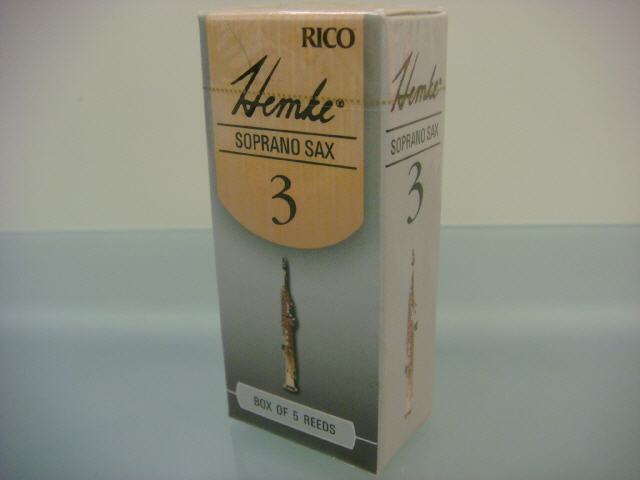 RICO
Hemke®
SOPRANO SAX
3
BOX OF 5 REEDS
Hemke
SOPRANO SAX
3